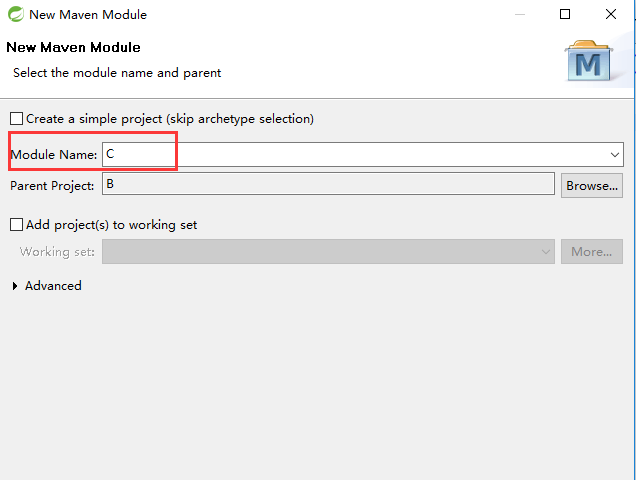 New Maven Module
New Maven Module
Select the module name and parent
M
Create a simple project (skip archetype selection)
Module Name: C
Parent Project: B Browse...
Add project(s) to working set
Working set: More...
Advanced